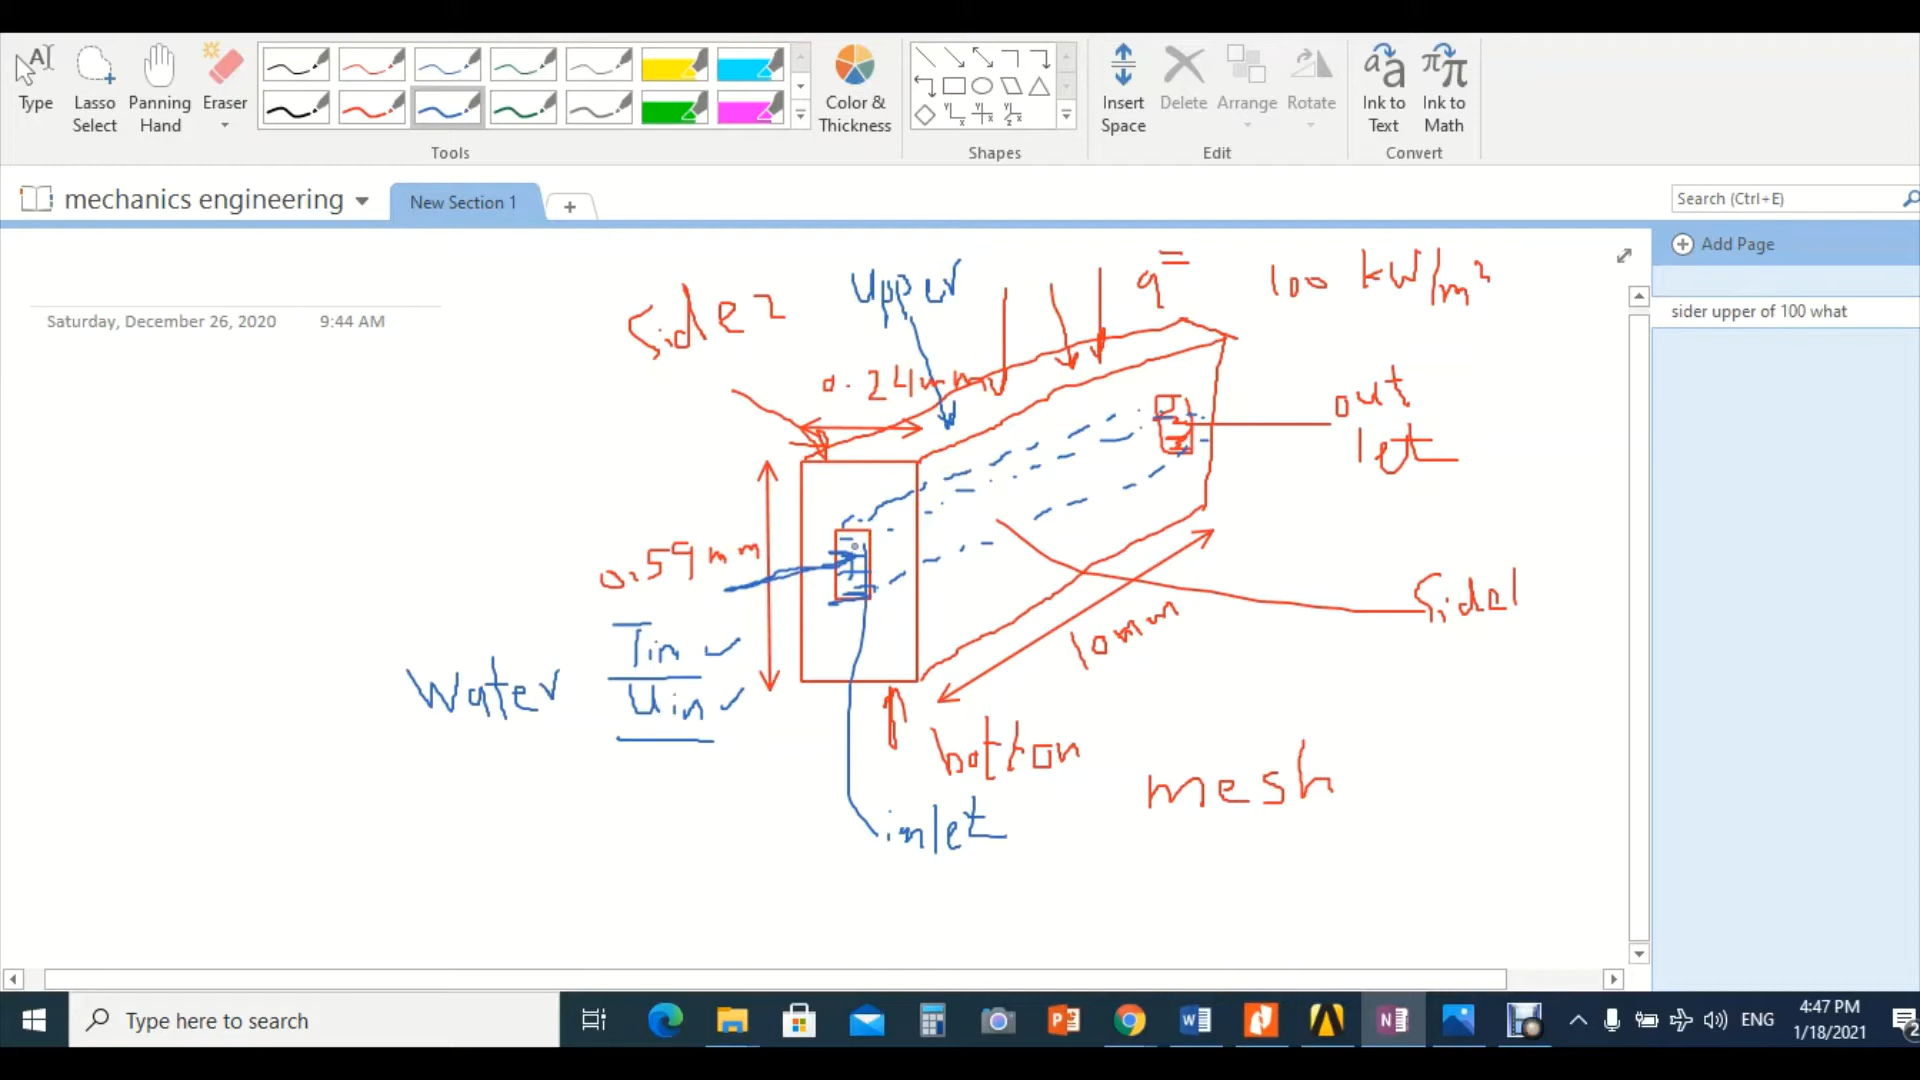 Type
Lasso Select
Panning Hand
Eraser
Color & Thickness
Insert Space
Delete
Arrange
Rotate
Ink to Text
Ink to Math
Tools
Shapes
Edit
Convert
mechanics engineering
New Section 1
Search (Ctrl+E)
Add Page
sider upper of 100 what
Saturday, December 26, 2020
9:44 AM
Side 2
upper
q =
100 kW/m²
0.24mm
out
let
0.59mm
Side1
Tin
Water
Uin
10mm
botton
mesh
inlet
Type here to search
ENG
4:47 PM
1/18/2021
2